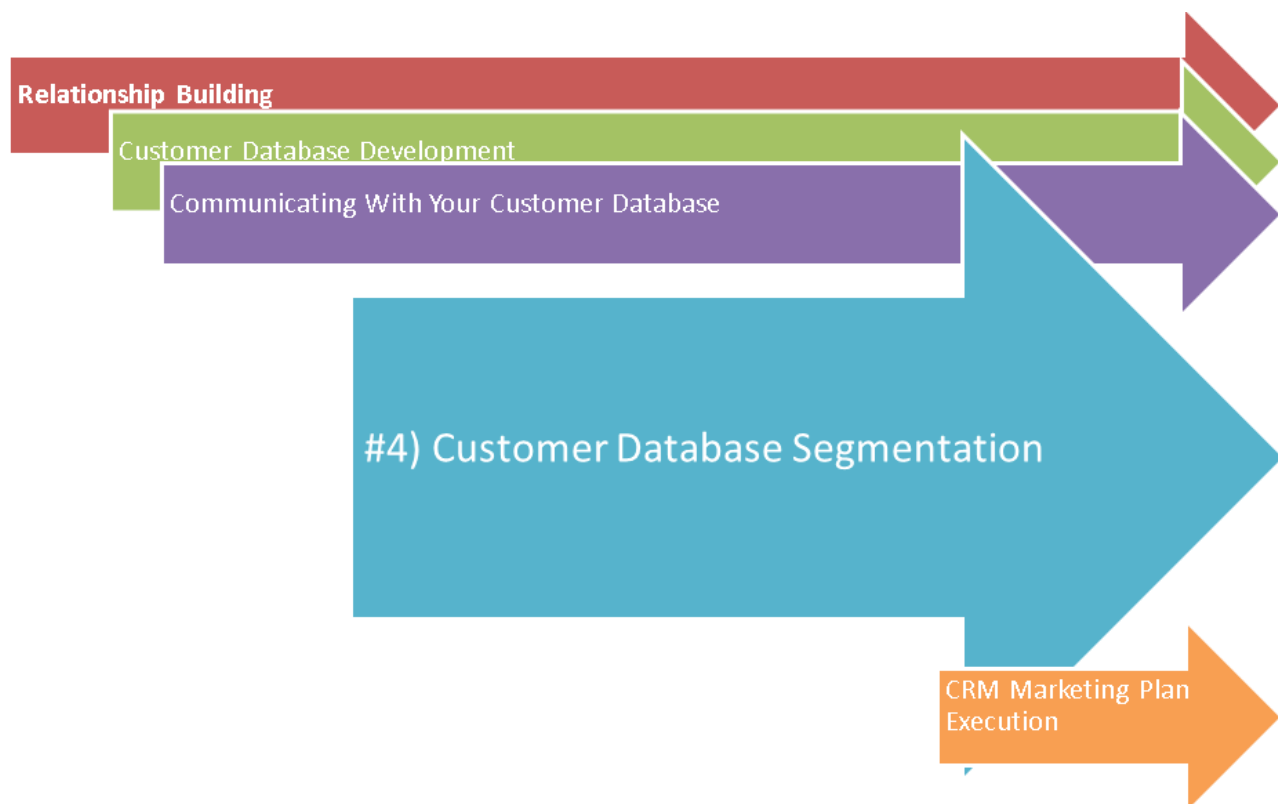 Relationship Building
Customer Database Development
Communicating With Your Customer Database
#4) Customer Database Segmentation
CRM Marketing Plan
Execution